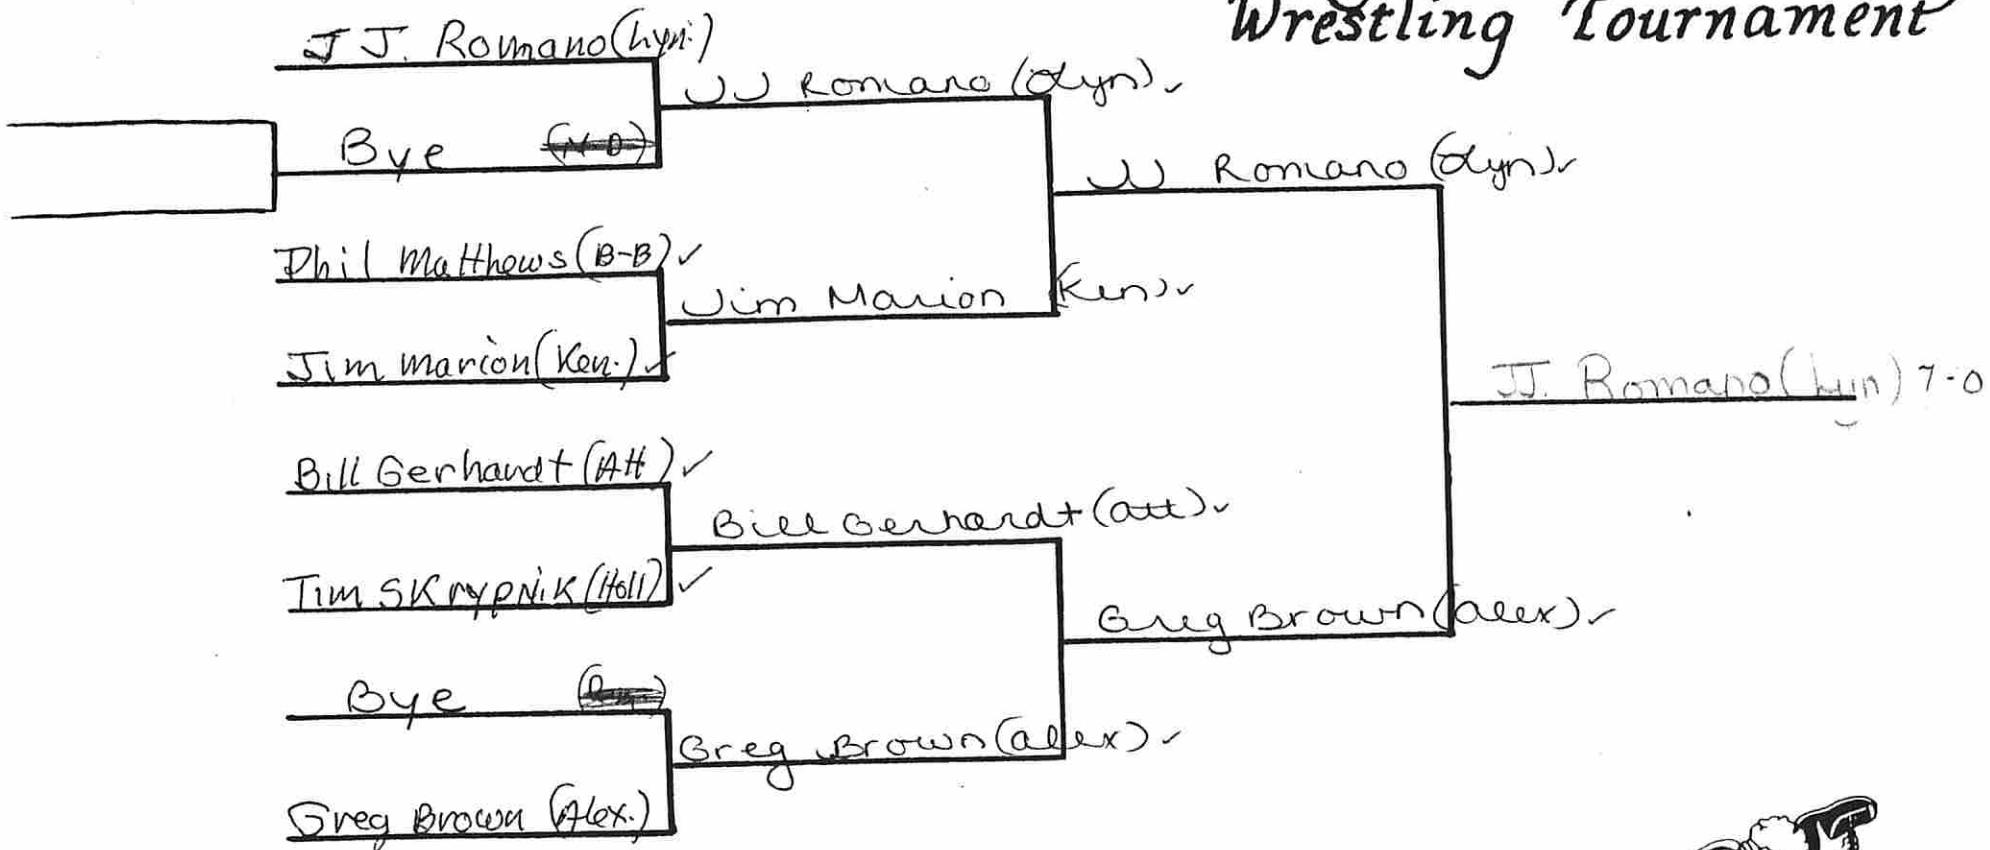 Wrestling Tournament
J J. Romano (Lyn.)
JJ Romano (Lyn) ✓
Bye
JJ Romano (Lyn) ✓
Phil Matthews (B-B) ✓
Jim Marion (Ken) ✓
Jim Marion (Ken.) ✓
JJ. Romano (Lyn) 7-0
Bill Gerhardt (Att) ✓
Bill Gerhardt (Att) ✓
Tim Skrypnik (Holl) ✓
Greg Brown (Alex) ✓
Bye
Greg Brown (Alex) ✓
Greg Brown (Alex.)